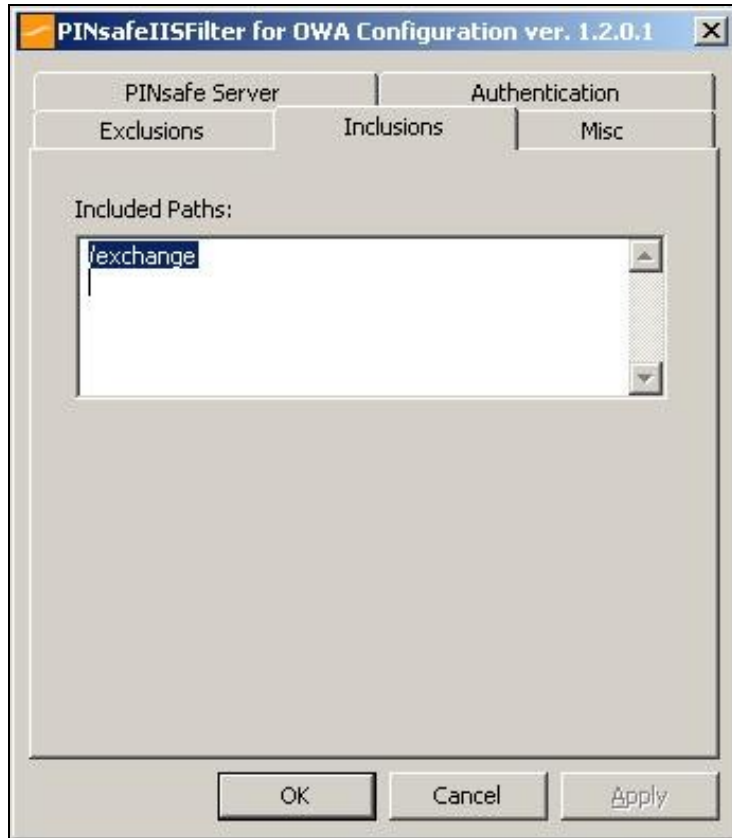 PINsafeIISFilter for OWA Configuration ver. 1.2.0.1
PINsafe Server Authentication
Exclusions Inclusions Misc
Included Paths:
/exchange
OK Cancel Apply